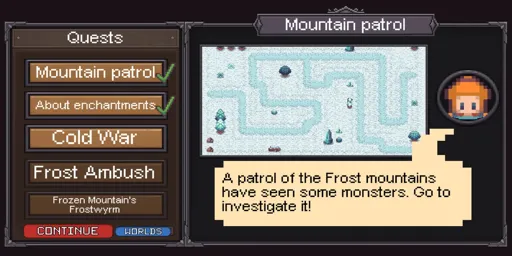 Quests
Mountain patrol
About enchantments
Cold War
Frost Ambush
Frozen Mountain's
Frostwyrm
CONTINUE
WORLDS
Mountain patrol
A patrol of the Frost mountains
have seen some monsters. Go to
investigate it!